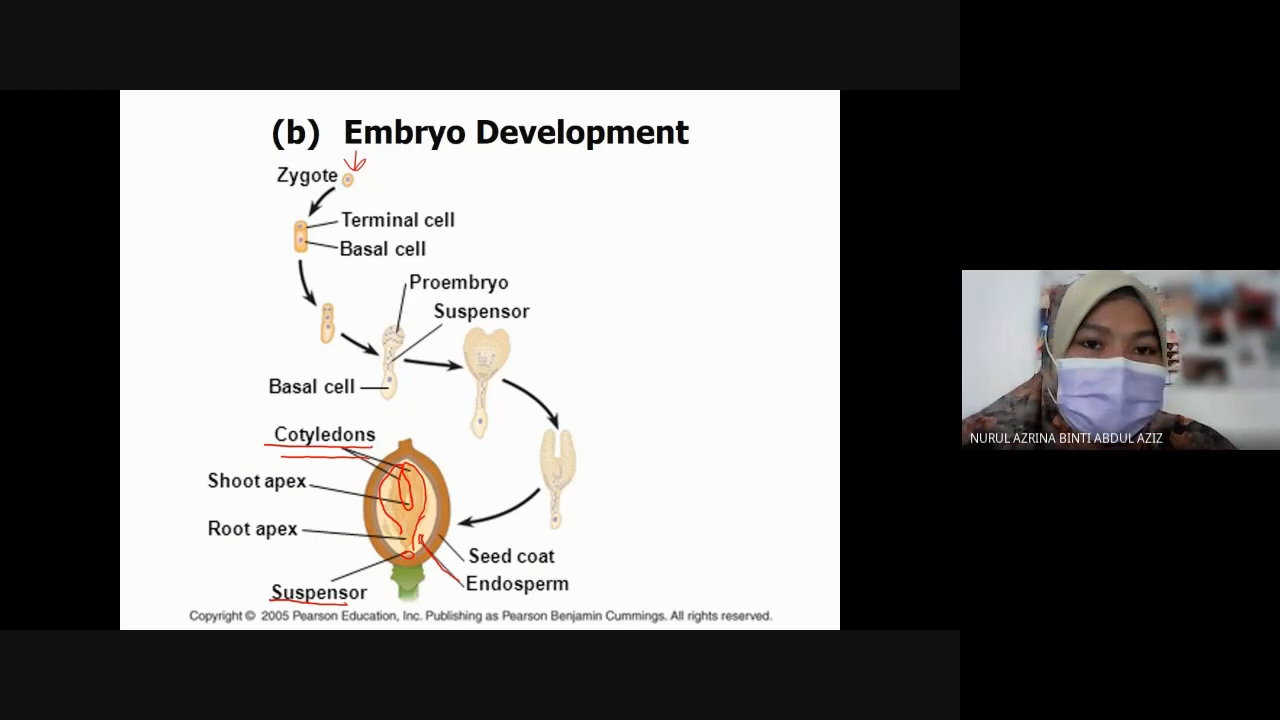 (b) Embryo Development
Zygote
Terminal cell
Basal cell
Proembryo
Suspensor
Basal cell
Cotyledons
Shoot apex
Root apex
Seed coat
Endosperm
Suspensor
Copyright © 2005 Pearson Education, Inc. Publishing as Pearson Benjamin Cummings. All rights reserved.
NURUL AZRINA BINTI ABDUL AZIZ